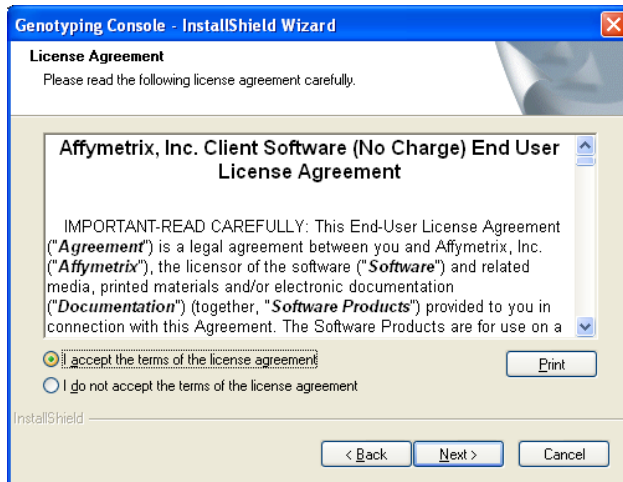 Genotyping Console - InstallShield Wizard
License Agreement
Please read the following license agreement carefully.
Affymetrix, Inc. Client Software (No Charge) End User
License Agreement
IMPORTANT-READ CAREFULLY: This End-User License Agreement
("Agreement") is a legal agreement between you and Affymetrix, Inc.
("Affymetrix"), the licensor of the software ("Software") and related
media, printed materials and/or electronic documentation
("Documentation") (together, "Software Products") provided to you in
connection with this Agreement. The Software Products are for use on a
I accept the terms of the license agreement
Print
I do not accept the terms of the license agreement
InstallShield
< Back
Next >
Cancel